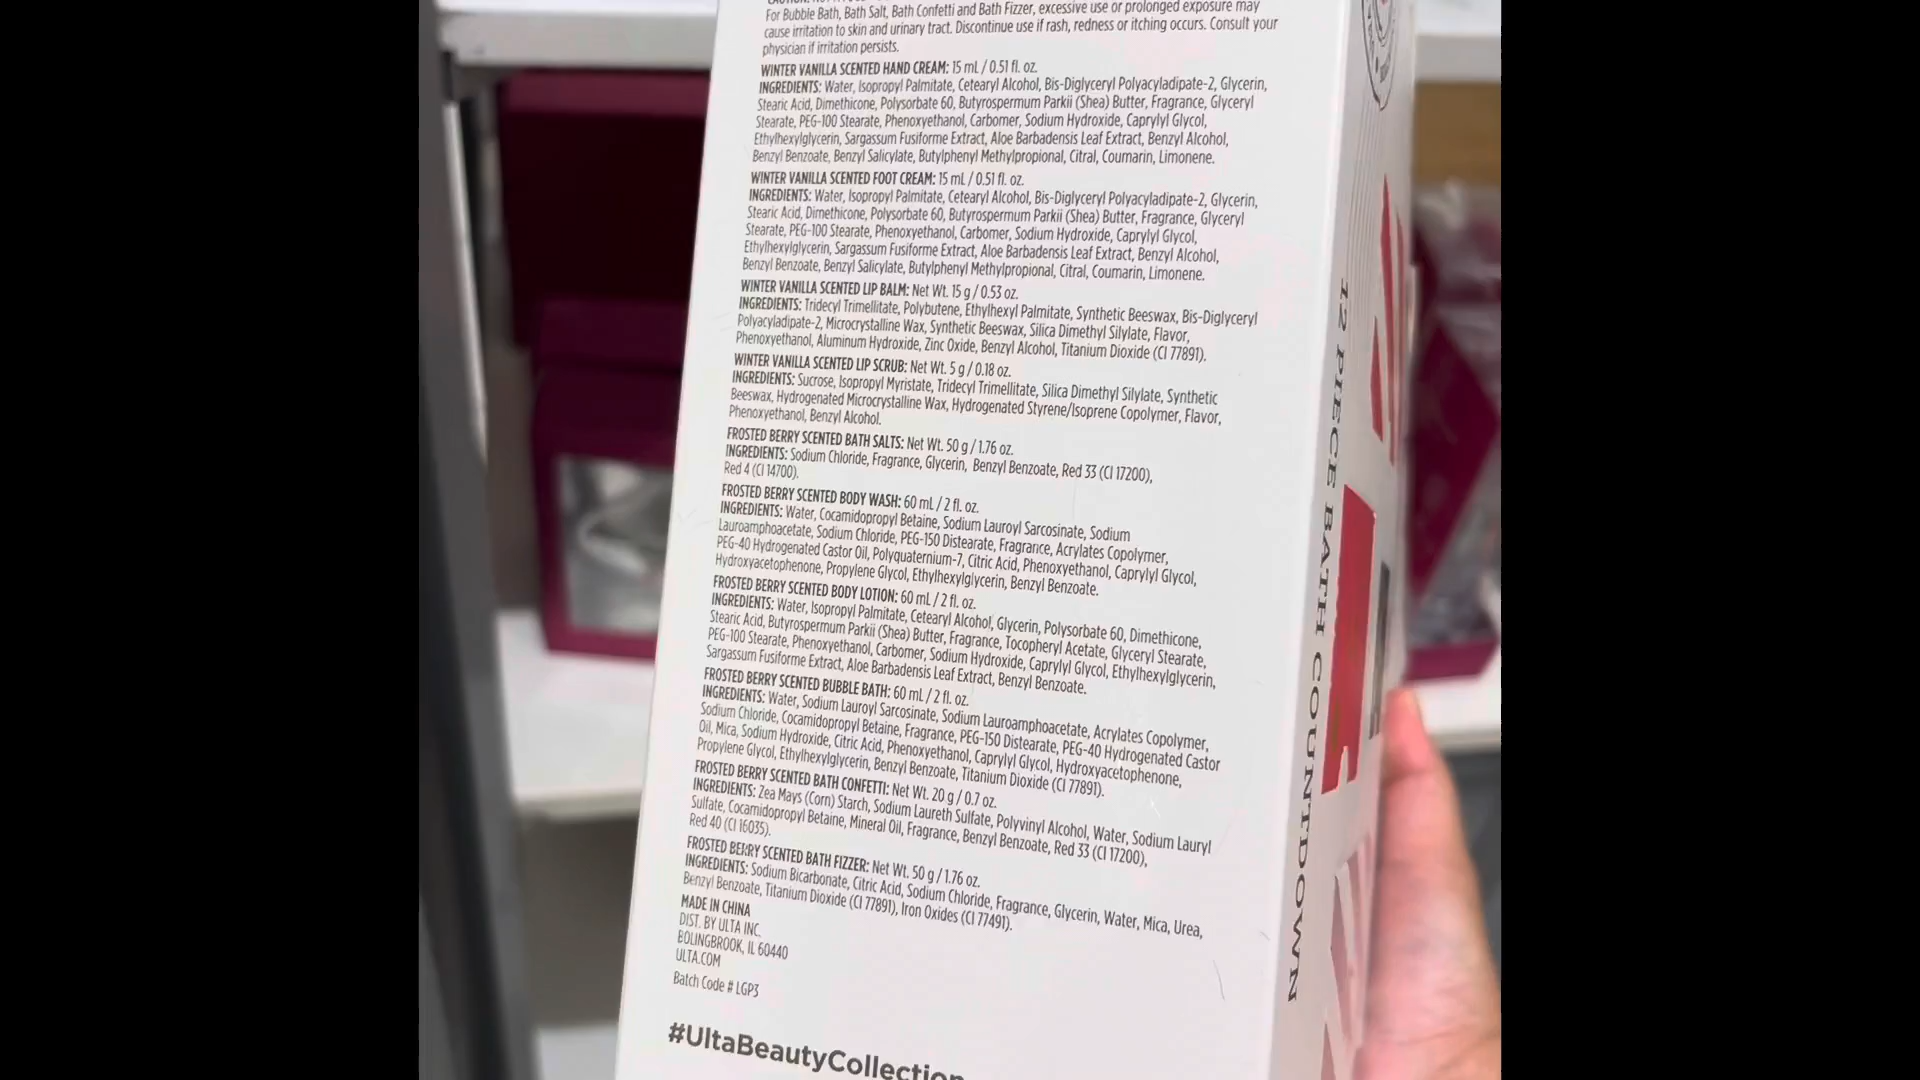 For Bubble Bath, Bath Salt, Bath Confetti and Bath Fizzer, excessive use or prolonged exposure may
cause irritation to skin and urinary tract. Discontinue use if rash, redness or itching occurs. Consult your
physician if irritation persists.
WINTER VANILLA SCENTED HAND CREAM: 15 mL / 0.51 fl. oz.
INGREDIENTS: Water, Isopropyl Palmitate, Cetearyl Alcohol, Bis-Diglyceryl Polyacyladipate-2, Glycerin,
Stearic Acid, Dimethicone, Polysorbate 60, Butyrospermum Parkii (Shea) Butter, Fragrance, Glyceryl
Stearate, PEG-100 Stearate, Phenoxyethanol, Carbomer, Sodium Hydroxide, Caprylyl Glycol,
Ethylhexylglycerin, Sargassum Fusiforme Extract, Aloe Barbadensis Leaf Extract, Benzyl Alcohol,
Benzyl Benzoate, Benzyl Salicylate, Butylphenyl Methylpropional, Citral, Coumarin, Limonene.
WINTER VANILLA SCENTED FOOT CREAM: 15 mL / 0.51 fl. oz.
INGREDIENTS: Water, Isopropyl Palmitate, Cetearyl Alcohol, Bis-Diglyceryl Polyacyladipate-2, Glycerin,
Stearic Acid, Dimethicone, Polysorbate 60, Butyrospermum Parkii (Shea) Butter, Fragrance, Glyceryl
Stearate, PEG-100 Stearate, Phenoxyethanol, Carbomer, Sodium Hydroxide, Caprylyl Glycol,
Ethylhexylglycerin, Sargassum Fusiforme Extract, Aloe Barbadensis Leaf Extract, Benzyl Alcohol,
Benzyl Benzoate, Benzyl Salicylate, Butylphenyl Methylpropional, Citral, Coumarin, Limonene.
WINTER VANILLA SCENTED LIP BALM: Net Wt. 15 g / 0.53 oz.
INGREDIENTS: Tridecyl Trimellitate, Polybutene, Ethylhexyl Palmitate, Synthetic Beeswax, Bis-Diglyceryl
Polyacyladipate-2, Microcrystalline Wax, Synthetic Beeswax, Silica Dimethyl Silylate, Flavor,
Phenoxyethanol, Aluminum Hydroxide, Zinc Oxide, Benzyl Alcohol, Titanium Dioxide (CI 77891).
WINTER VANILLA SCENTED LIP SCRUB: Net Wt. 5 g / 0.18 oz.
INGREDIENTS: Sucrose, Isopropyl Myristate, Tridecyl Trimellitate, Silica Dimethyl Silylate, Synthetic
Beeswax, Hydrogenated Microcrystalline Wax, Hydrogenated Styrene/Isoprene Copolymer, Flavor,
Phenoxyethanol, Benzyl Alcohol.
FROSTED BERRY SCENTED BATH SALTS: Net Wt. 50 g / 1.76 oz.
INGREDIENTS: Sodium Chloride, Fragrance, Glycerin, Benzyl Benzoate, Red 33 (CI 17200),
Red 4 (CI 14700).
FROSTED BERRY SCENTED BODY WASH: 60 mL / 2 fl. oz.
INGREDIENTS: Water, Cocamidopropyl Betaine, Sodium Lauroyl Sarcosinate, Sodium
Lauroamphoacetate, Sodium Chloride, PEG-150 Distearate, Fragrance, Acrylates Copolymer,
PEG-40 Hydrogenated Castor Oil, Polyquaternium-7, Citric Acid, Phenoxyethanol, Caprylyl Glycol,
Hydroxyacetophenone, Propylene Glycol, Ethylhexylglycerin, Benzyl Benzoate.
FROSTED BERRY SCENTED BODY LOTION: 60 mL / 2 fl. oz.
INGREDIENTS: Water, Isopropyl Palmitate, Cetearyl Alcohol, Glycerin, Polysorbate 60, Dimethicone,
Stearic Acid, Butyrospermum Parkii (Shea) Butter, Fragrance, Tocopheryl Acetate, Glyceryl Stearate,
PEG-100 Stearate, Phenoxyethanol, Carbomer, Sodium Hydroxide, Caprylyl Glycol, Ethylhexylglycerin,
Sargassum Fusiforme Extract, Aloe Barbadensis Leaf Extract, Benzyl Benzoate.
FROSTED BERRY SCENTED BUBBLE BATH: 60 mL / 2 fl. oz.
INGREDIENTS: Water, Sodium Lauroyl Sarcosinate, Sodium Lauroamphoacetate, Acrylates Copolymer,
Sodium Chloride, Cocamidopropyl Betaine, Fragrance, PEG-150 Distearate, PEG-40 Hydrogenated Castor
Oil, Mica, Sodium Hydroxide, Citric Acid, Phenoxyethanol, Caprylyl Glycol, Hydroxyacetophenone,
Propylene Glycol, Ethylhexylglycerin, Benzyl Benzoate, Titanium Dioxide (CI 77891).
FROSTED BERRY SCENTED BATH CONFETTI: Net Wt. 20 g / 0.7 oz.
INGREDIENTS: Zea Mays (Corn) Starch, Sodium Laureth Sulfate, Polyvinyl Alcohol, Water, Sodium Lauryl
Sulfate, Cocamidopropyl Betaine, Mineral Oil, Fragrance, Benzyl Benzoate, Red 33 (CI 17200),
Red 40 (CI 16035).
FROSTED BERRY SCENTED BATH FIZZER: Net Wt. 50 g / 1.76 oz.
INGREDIENTS: Sodium Bicarbonate, Citric Acid, Sodium Chloride, Fragrance, Glycerin, Water, Mica, Urea,
Benzyl Benzoate, Titanium Dioxide (CI 77891), Iron Oxides (CI 77491).
MADE IN CHINA
DIST. BY ULTA INC.
BOLINGBROOK, IL 60440
ULTA.COM
Batch Code # LGP3
#UltaBeautyCollection
12 PIECE BATH COUNTDOWN